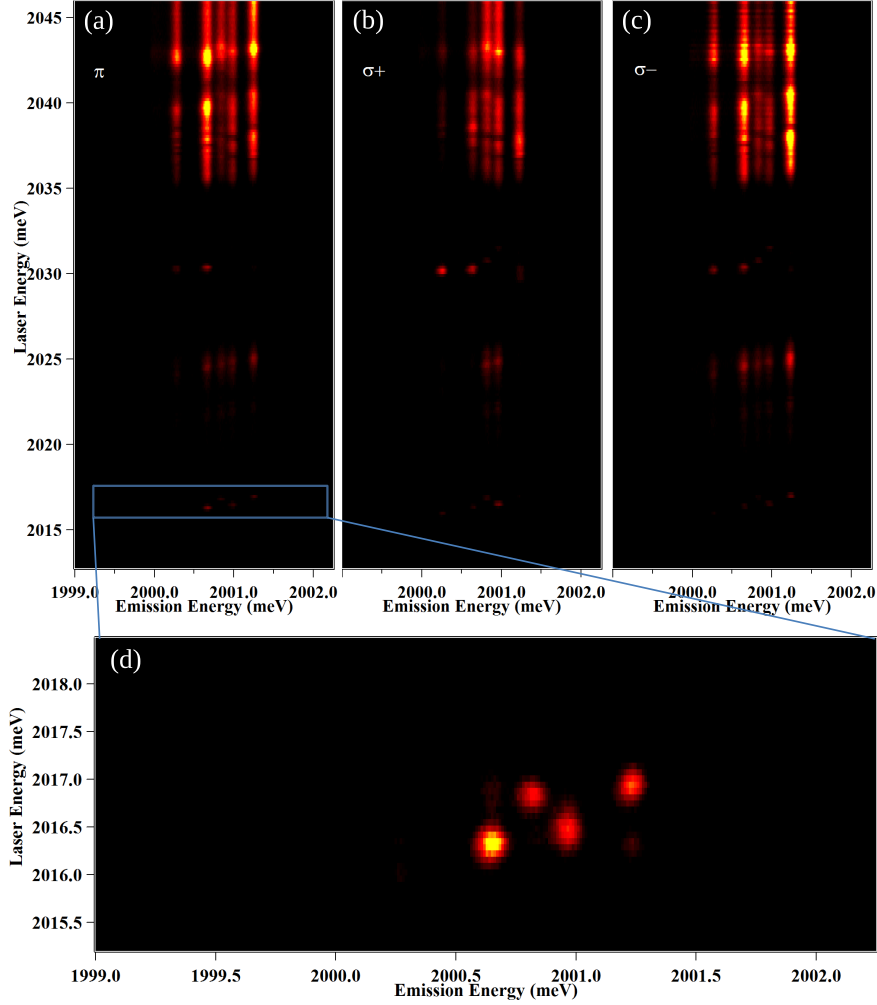 (a)
(b)
(c)
π
σ+
σ−
Laser Energy (meV)
2045
2040
2035
2030
2025
2020
2015
1999.0 2000.0 2001.0 2002.0
2000.0 2001.0 2002.0
2000.0 2001.0 2002.0
Emission Energy (meV)
Emission Energy (meV)
Emission Energy (meV)
(d)
Laser Energy (meV)
2018.0
2017.5
2017.0
2016.5
2016.0
2015.5
1999.0 1999.5 2000.0 2000.5 2001.0 2001.5 2002.0
Emission Energy (meV)